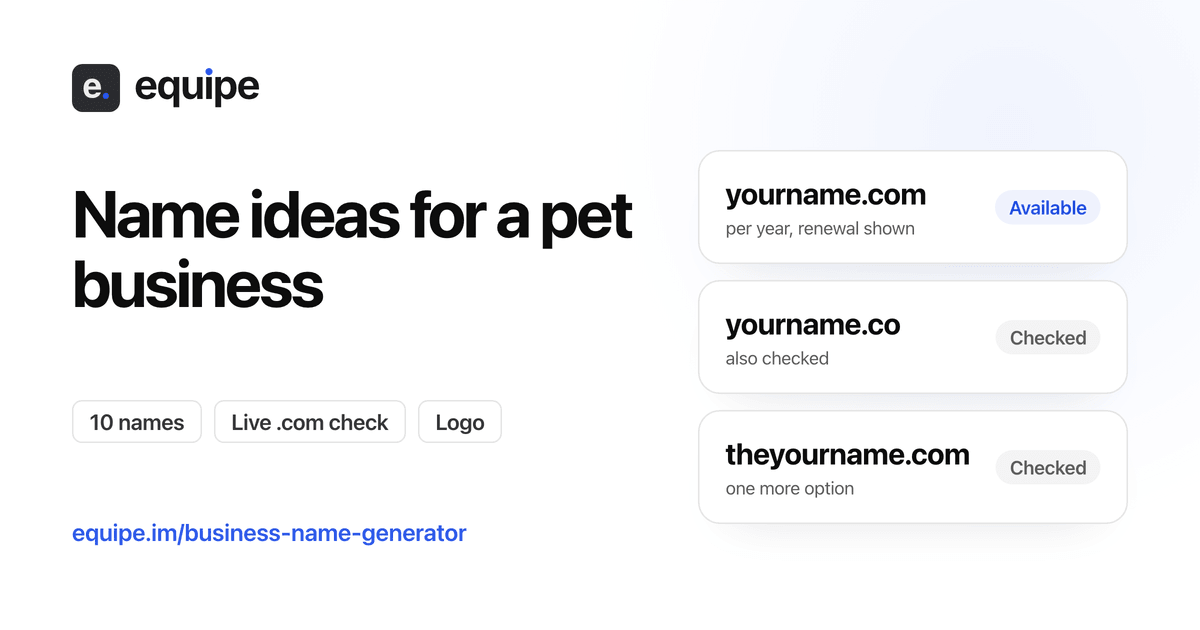 e.
equipe
Name ideas for a pet
business
10 names
Live .com check
Logo
equipe.im/business-name-generator
yourname.com
per year, renewal shown
Available
yourname.co
also checked
Checked
theyourname.com
one more option
Checked